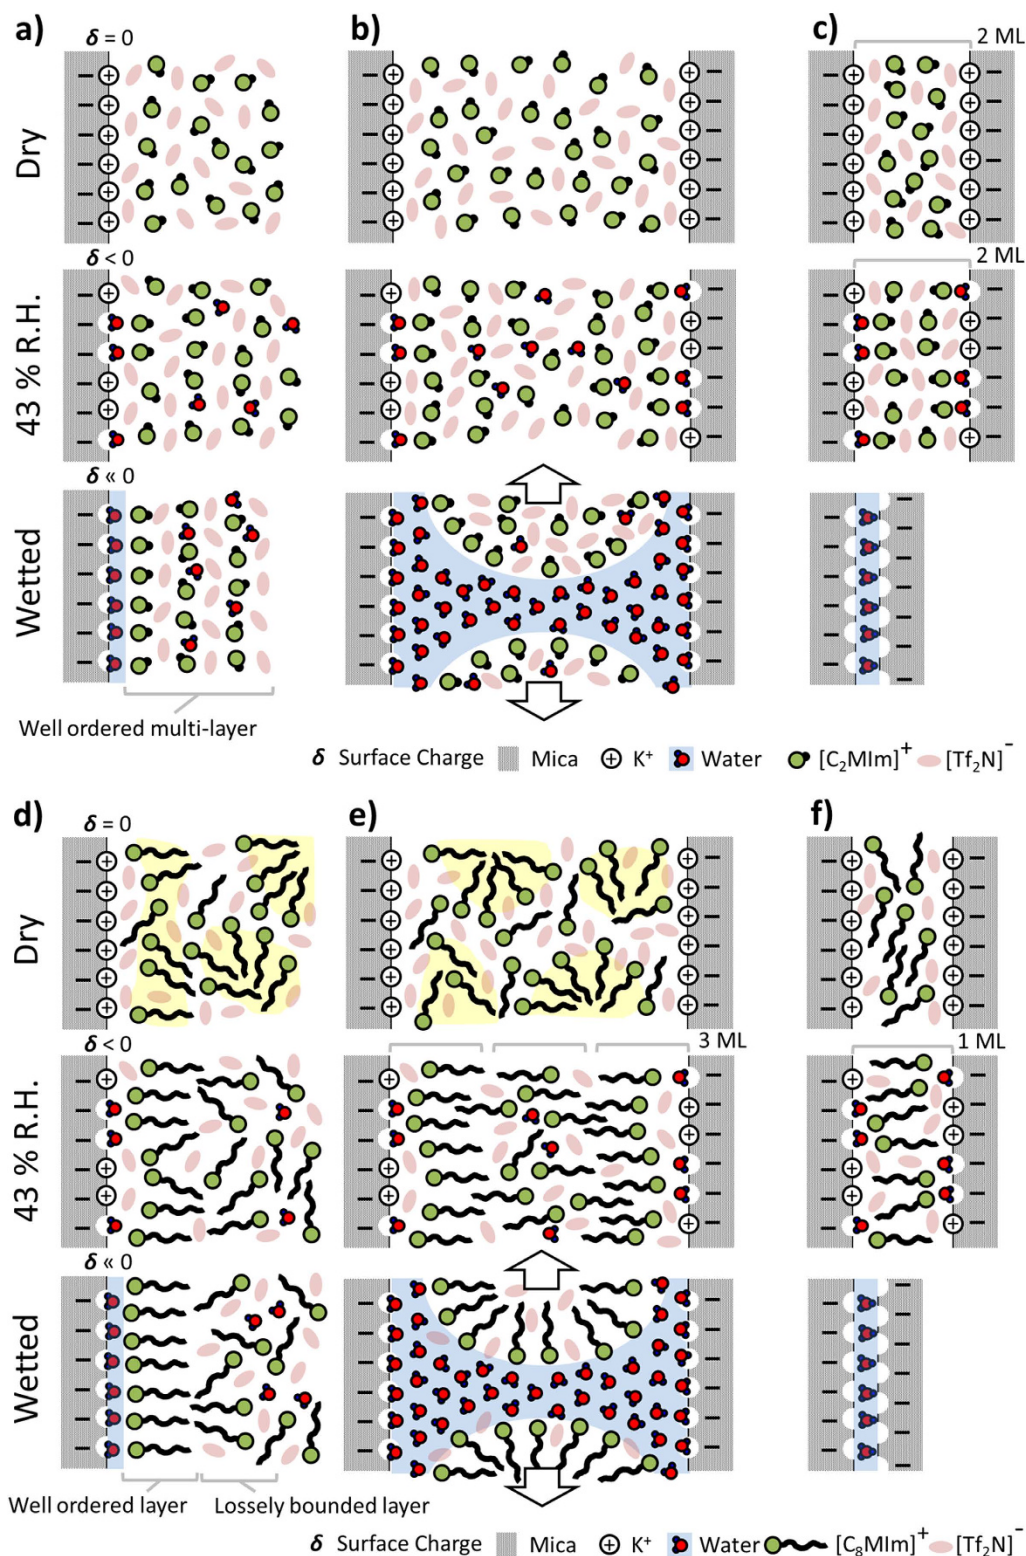 a)
b)
c)
δ = 0
2 ML
Dry
δ < 0
2 ML
43 % R.H.
δ « 0
Wetted
Well ordered multi-layer
δ Surface Charge Mica K⁺ Water [C₂MIm]⁺ [Tf₂N]⁻
d)
e)
f)
δ = 0
Dry
δ < 0
3 ML
1 ML
43 % R.H.
δ « 0
Wetted
Well ordered layer Lossely bounded layer
δ Surface Charge Mica K⁺ Water [C₈MIm]⁺ [Tf₂N]⁻